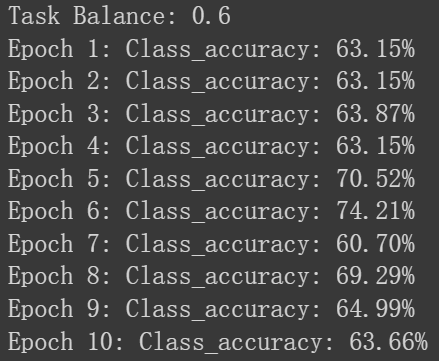 Task Balance: 0.6
Epoch 1: Class_accuracy: 63.15%
Epoch 2: Class_accuracy: 63.15%
Epoch 3: Class_accuracy: 63.87%
Epoch 4: Class_accuracy: 63.15%
Epoch 5: Class_accuracy: 70.52%
Epoch 6: Class_accuracy: 74.21%
Epoch 7: Class_accuracy: 60.70%
Epoch 8: Class_accuracy: 69.29%
Epoch 9: Class_accuracy: 64.99%
Epoch 10: Class_accuracy: 63.66%